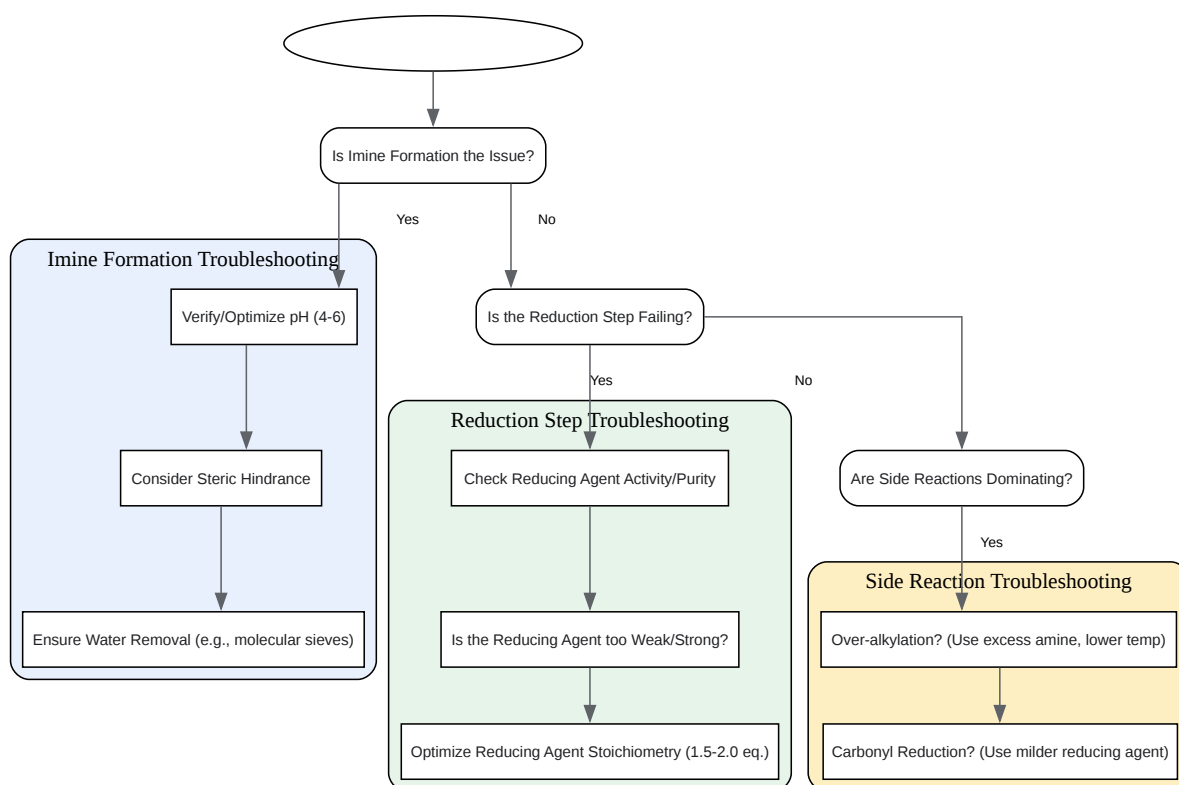 Is Imine Formation the Issue?
Yes
No
Imine Formation Troubleshooting
Verify/Optimize pH (4-6)
Is the Reduction Step Failing?
Yes
No
Reduction Step Troubleshooting
Consider Steric Hindrance
Check Reducing Agent Activity/Purity
Are Side Reactions Dominating?
Yes
Side Reaction Troubleshooting
Ensure Water Removal (e.g., molecular sieves)
Is the Reducing Agent too Weak/Strong?
Over-alkylation? (Use excess amine, lower temp)
Optimize Reducing Agent Stoichiometry (1.5-2.0 eq.)
Carbonyl Reduction? (Use milder reducing agent)